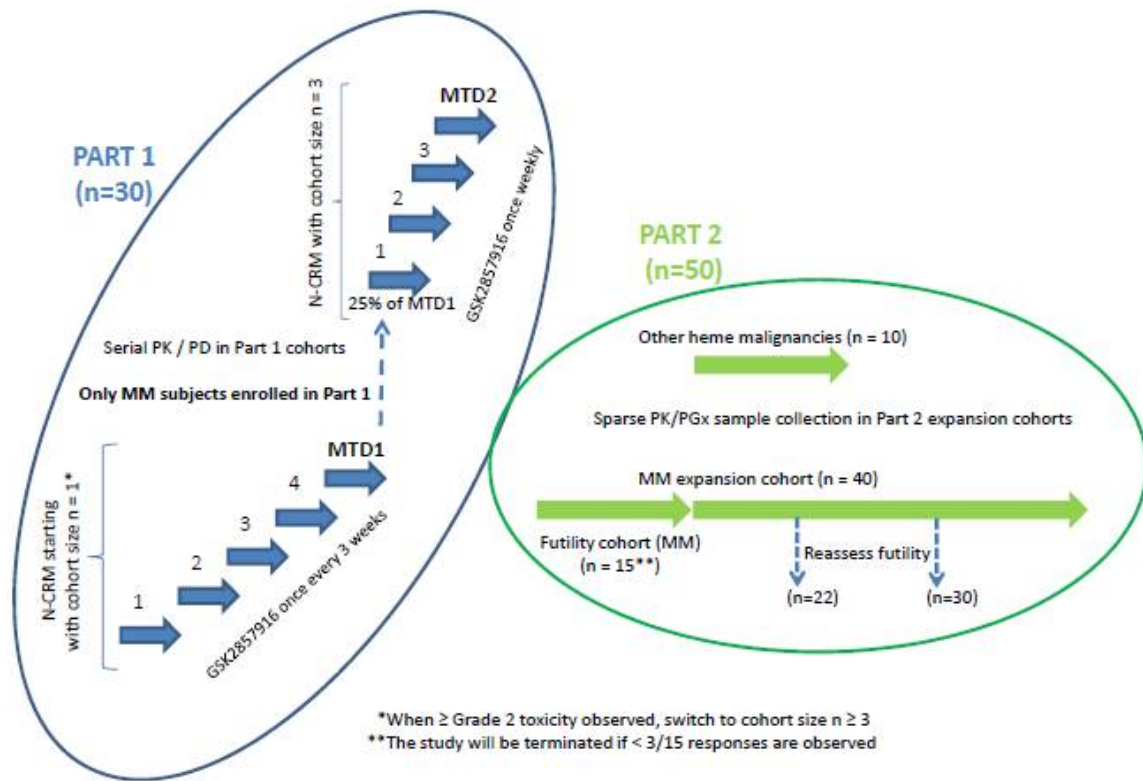 PART 1
(n=30)
N-CRM with cohort size n = 3
MTD2
3
2
1
25% of MTD1
GSK2857916 once weekly
Serial PK / PD in Part 1 cohorts
Only MM subjects enrolled in Part 1
N-CRM starting
with cohort size n = 1*
MTD1
4
3
2
1
GSK2857916 once every 3 weeks
PART 2
(n=50)
Other heme malignancies (n = 10)
Sparse PK/PGx sample collection in Part 2 expansion cohorts
MM expansion cohort (n = 40)
Futility cohort (MM)
(n = 15**)
Reassess futility
(n=22)
(n=30)
*When ≥ Grade 2 toxicity observed, switch to cohort size n ≥ 3
**The study will be terminated if < 3/15 responses are observed